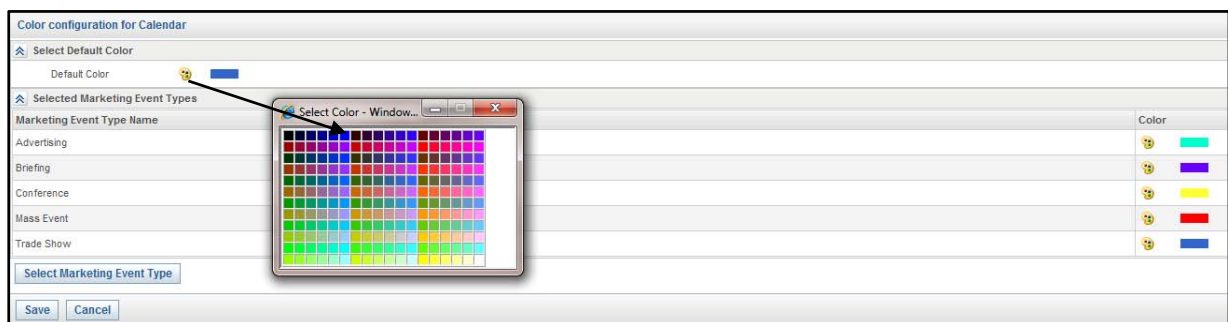 Color configuration for Calendar
Select Default Color
Default Color
Selected Marketing Event Types
Select Color - Window...
Marketing Event Type Name Color
Advertising
Briefing
Conference
Mass Event
Trade Show
Select Marketing Event Type
Save Cancel